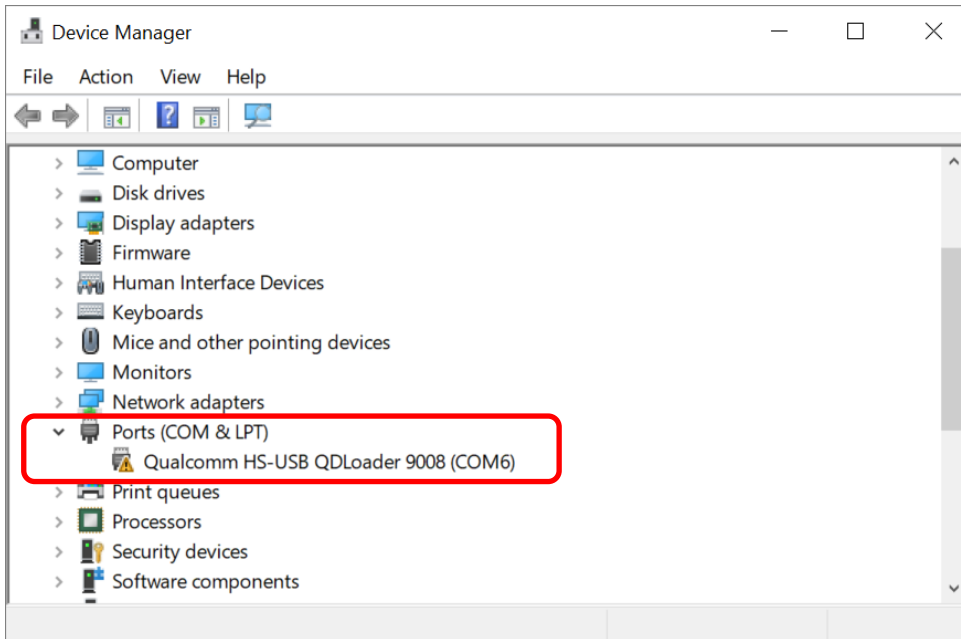 Device Manager
File Action View Help
Computer
Disk drives
Display adapters
Firmware
Human Interface Devices
Keyboards
Mice and other pointing devices
Monitors
Network adapters
Ports (COM & LPT)
Qualcomm HS-USB QDLoader 9008 (COM6)
Print queues
Processors
Security devices
Software components